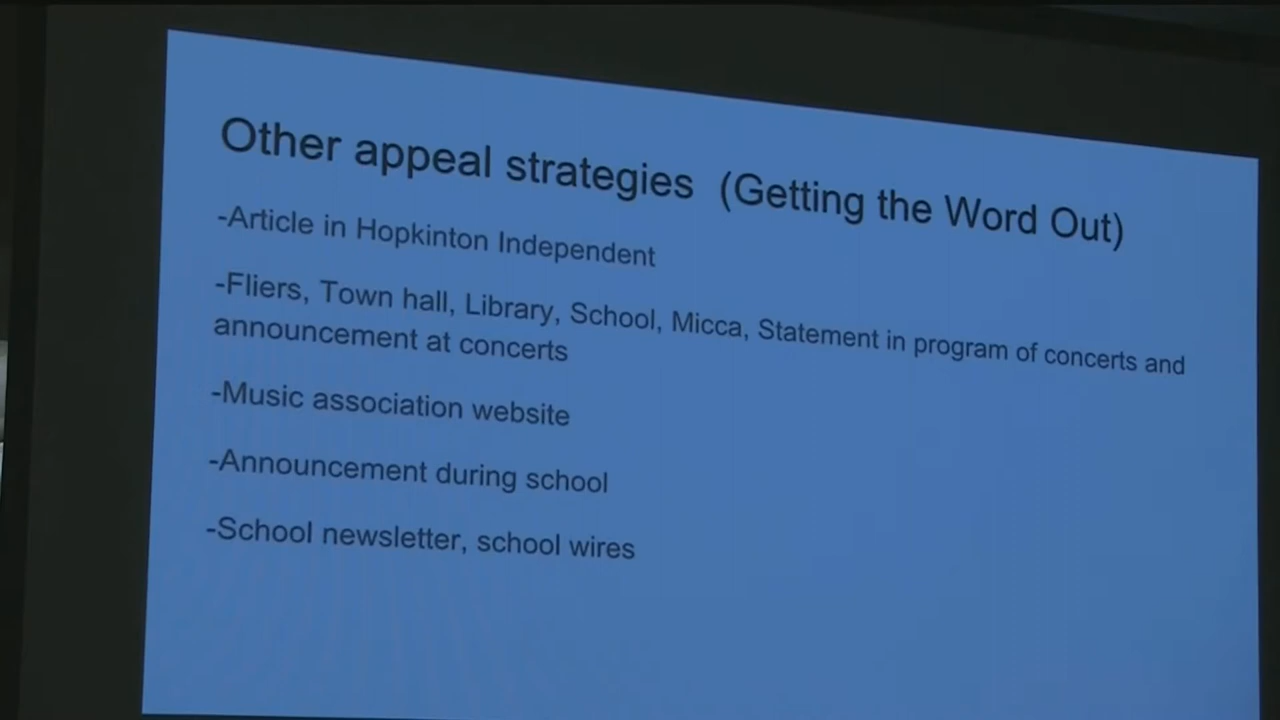 Other appeal strategies (Getting the Word Out)
-Article in Hopkinton Independent
-Fliers, Town hall, Library, School, Micca, Statement in program of concerts and
announcement at concerts
-Music association website
-Announcement during school
-School newsletter, school wires